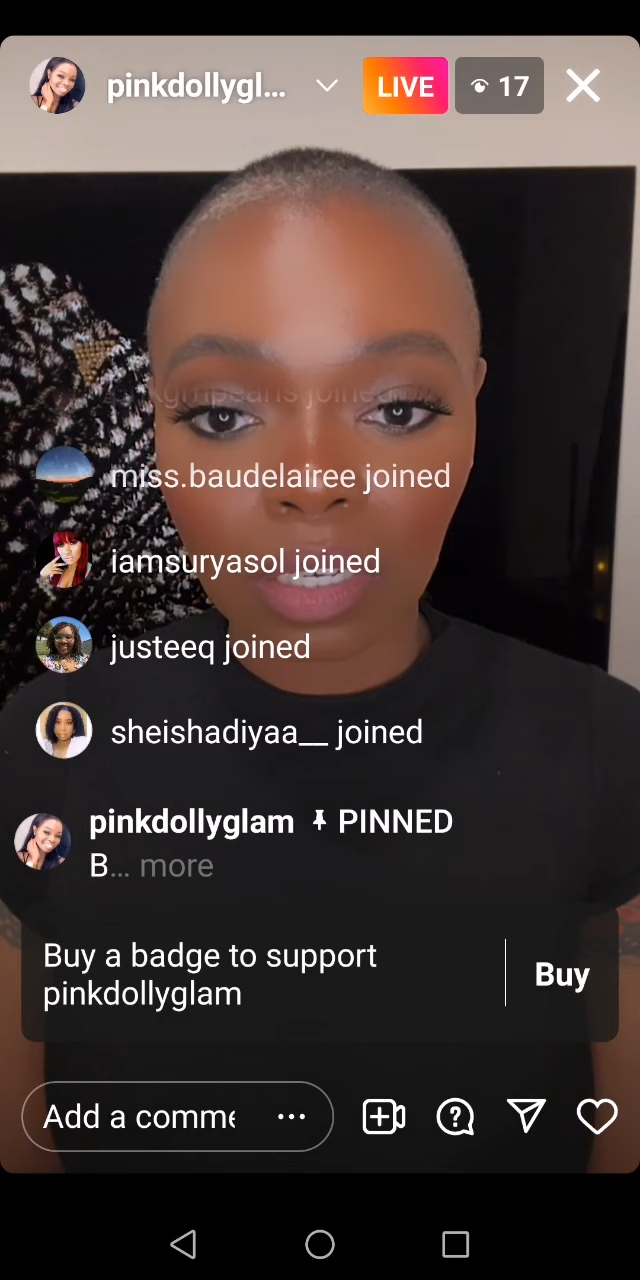 pinkdollygl...
LIVE
17
miss.baudelairee joined
iamsuryasol joined
justeeq joined
sheishadiyaa__ joined
pinkdollyglam PINNED
B... more
Buy a badge to support
pinkdollyglam
Buy
Add a comme